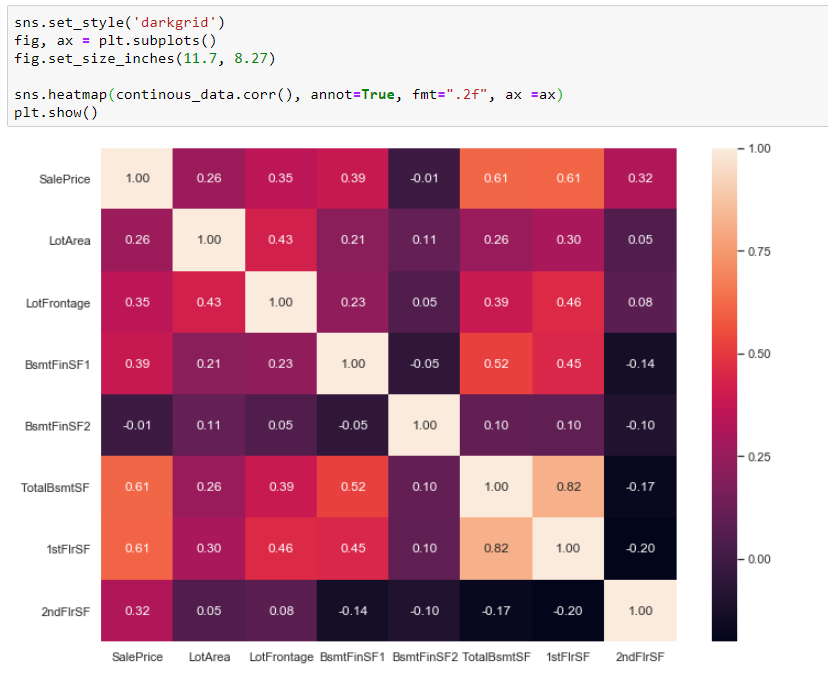 sns.set_style('darkgrid')
fig, ax = plt.subplots()
fig.set_size_inches(11.7, 8.27)
sns.heatmap(continous_data.corr(), annot=True, fmt=".2f", ax =ax)
plt.show()
SalePrice 1.00 0.26 0.35 0.39 -0.01 0.61 0.61 0.32
LotArea 0.26 1.00 0.43 0.21 0.11 0.26 0.30 0.05
LotFrontage 0.35 0.43 1.00 0.23 0.05 0.39 0.46 0.08
BsmtFinSF1 0.39 0.21 0.23 1.00 -0.05 0.52 0.45 -0.14
BsmtFinSF2 -0.01 0.11 0.05 -0.05 1.00 0.10 0.10 -0.10
TotalBsmtSF 0.61 0.26 0.39 0.52 0.10 1.00 0.82 -0.17
1stFlrSF 0.61 0.30 0.46 0.45 0.10 0.82 1.00 -0.20
2ndFlrSF 0.32 0.05 0.08 -0.14 -0.10 -0.17 -0.20 1.00
SalePrice LotArea LotFrontage BsmtFinSF1 BsmtFinSF2 TotalBsmtSF 1stFlrSF 2ndFlrSF
1.00
0.75
0.50
0.25
0.00